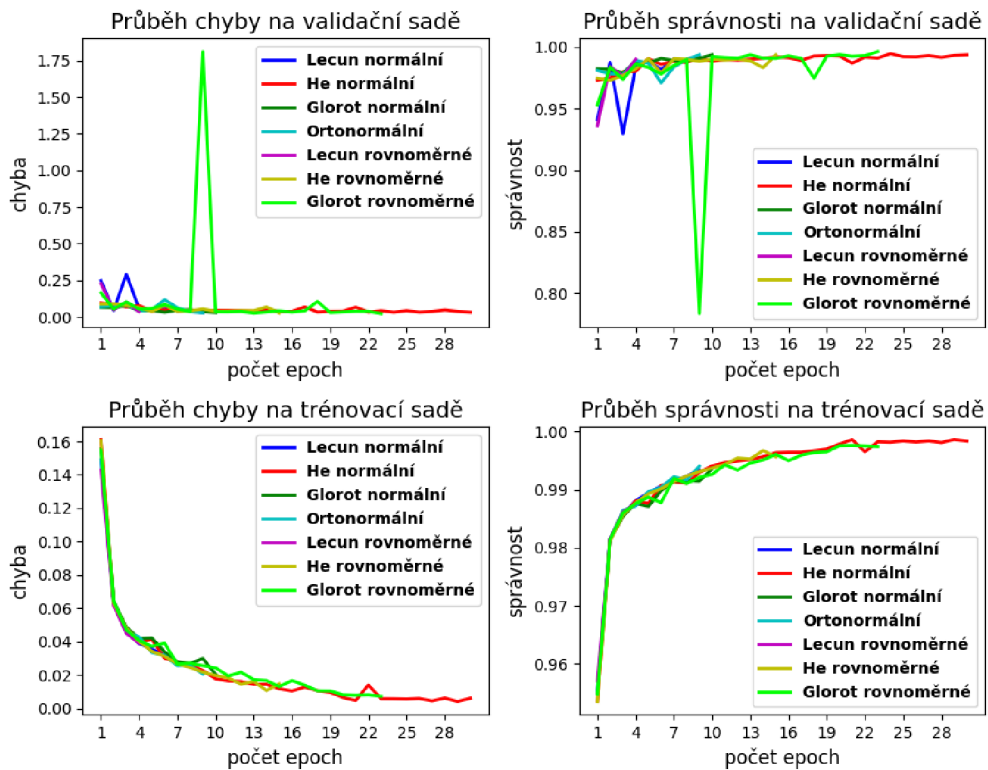 Průběh chyby na validační sadě
chyba
1.75
1.50
1.25
1.00
0.75
0.50
0.25
0.00
Lecun normální
He normální
Glorot normální
Ortonormální
Lecun rovnoměrné
He rovnoměrné
Glorot rovnoměrné
1 4 7 10 13 16 19 22 25 28
počet epoch
Průběh správnosti na validační sadě
správnost
1.00
0.95
0.90
0.85
0.80
Lecun normální
He normální
Glorot normální
Ortonormální
Lecun rovnoměrné
He rovnoměrné
Glorot rovnoměrné
1 4 7 10 13 16 19 22 25 28
počet epoch
Průběh chyby na trénovací sadě
chyba
0.16
0.14
0.12
0.10
0.08
0.06
0.04
0.02
0.00
Lecun normální
He normální
Glorot normální
Ortonormální
Lecun rovnoměrné
He rovnoměrné
Glorot rovnoměrné
1 4 7 10 13 16 19 22 25 28
počet epoch
Průběh správnosti na trénovací sadě
správnost
1.00
0.99
0.98
0.97
0.96
Lecun normální
He normální
Glorot normální
Ortonormální
Lecun rovnoměrné
He rovnoměrné
Glorot rovnoměrné
1 4 7 10 13 16 19 22 25 28
počet epoch